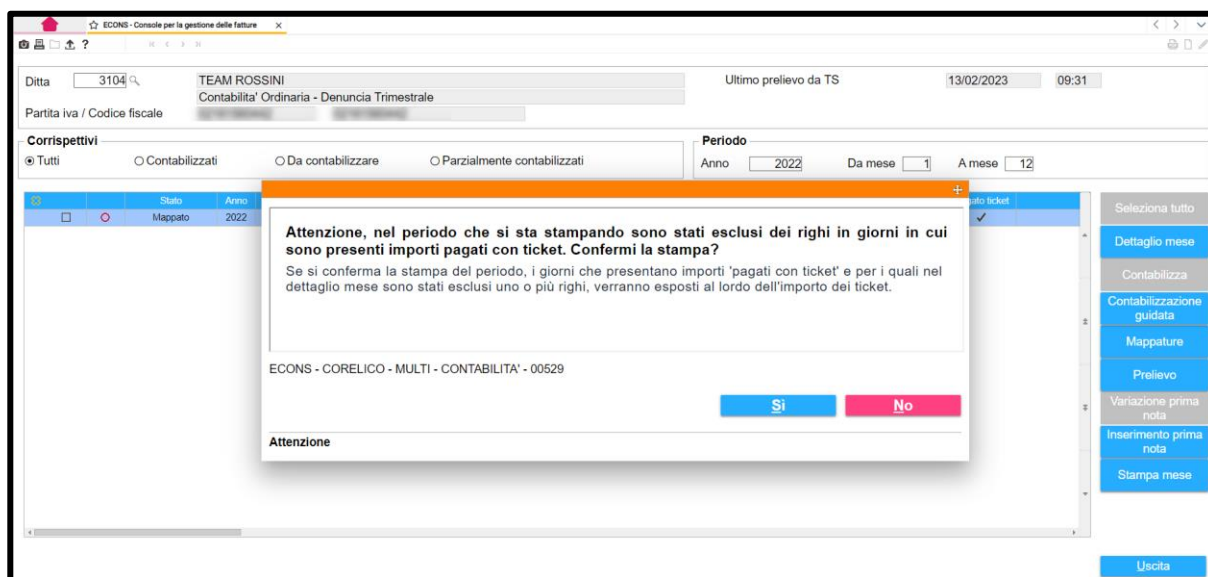 ECONS - Console per la gestione delle fatture
?
Ditta 3104 TEAM ROSSINI Ultimo prelievo da TS 13/02/2023 09:31
Contabilita' Ordinaria - Denuncia Trimestrale
Partita iva / Codice fiscale
Corrispettivi Periodo
Tutti Contabilizzati Da contabilizzare Parzialmente contabilizzati Anno 2022 Da mese 1 A mese 12
Stato Anno ticket
Mappato 2022
Attenzione, nel periodo che si sta stampando sono stati esclusi dei righi in giorni in cui
sono presenti importi pagati con ticket. Confermi la stampa?
Se si conferma la stampa del periodo, i giorni che presentano importi 'pagati con ticket' e per i quali nel
dettaglio mese sono stati esclusi uno o più righi, verranno esposti al lordo dell'importo dei ticket.
ECONS - CORELICO - MULTI - CONTABILITA' - 00529
Sì No
Attenzione
Seleziona tutto
Dettaglio mese
Contabilizza
Contabilizzazione
guidata
Mappature
Prelievo
Variazione prima
nota
Inserimento prima
nota
Stampa mese
Uscita